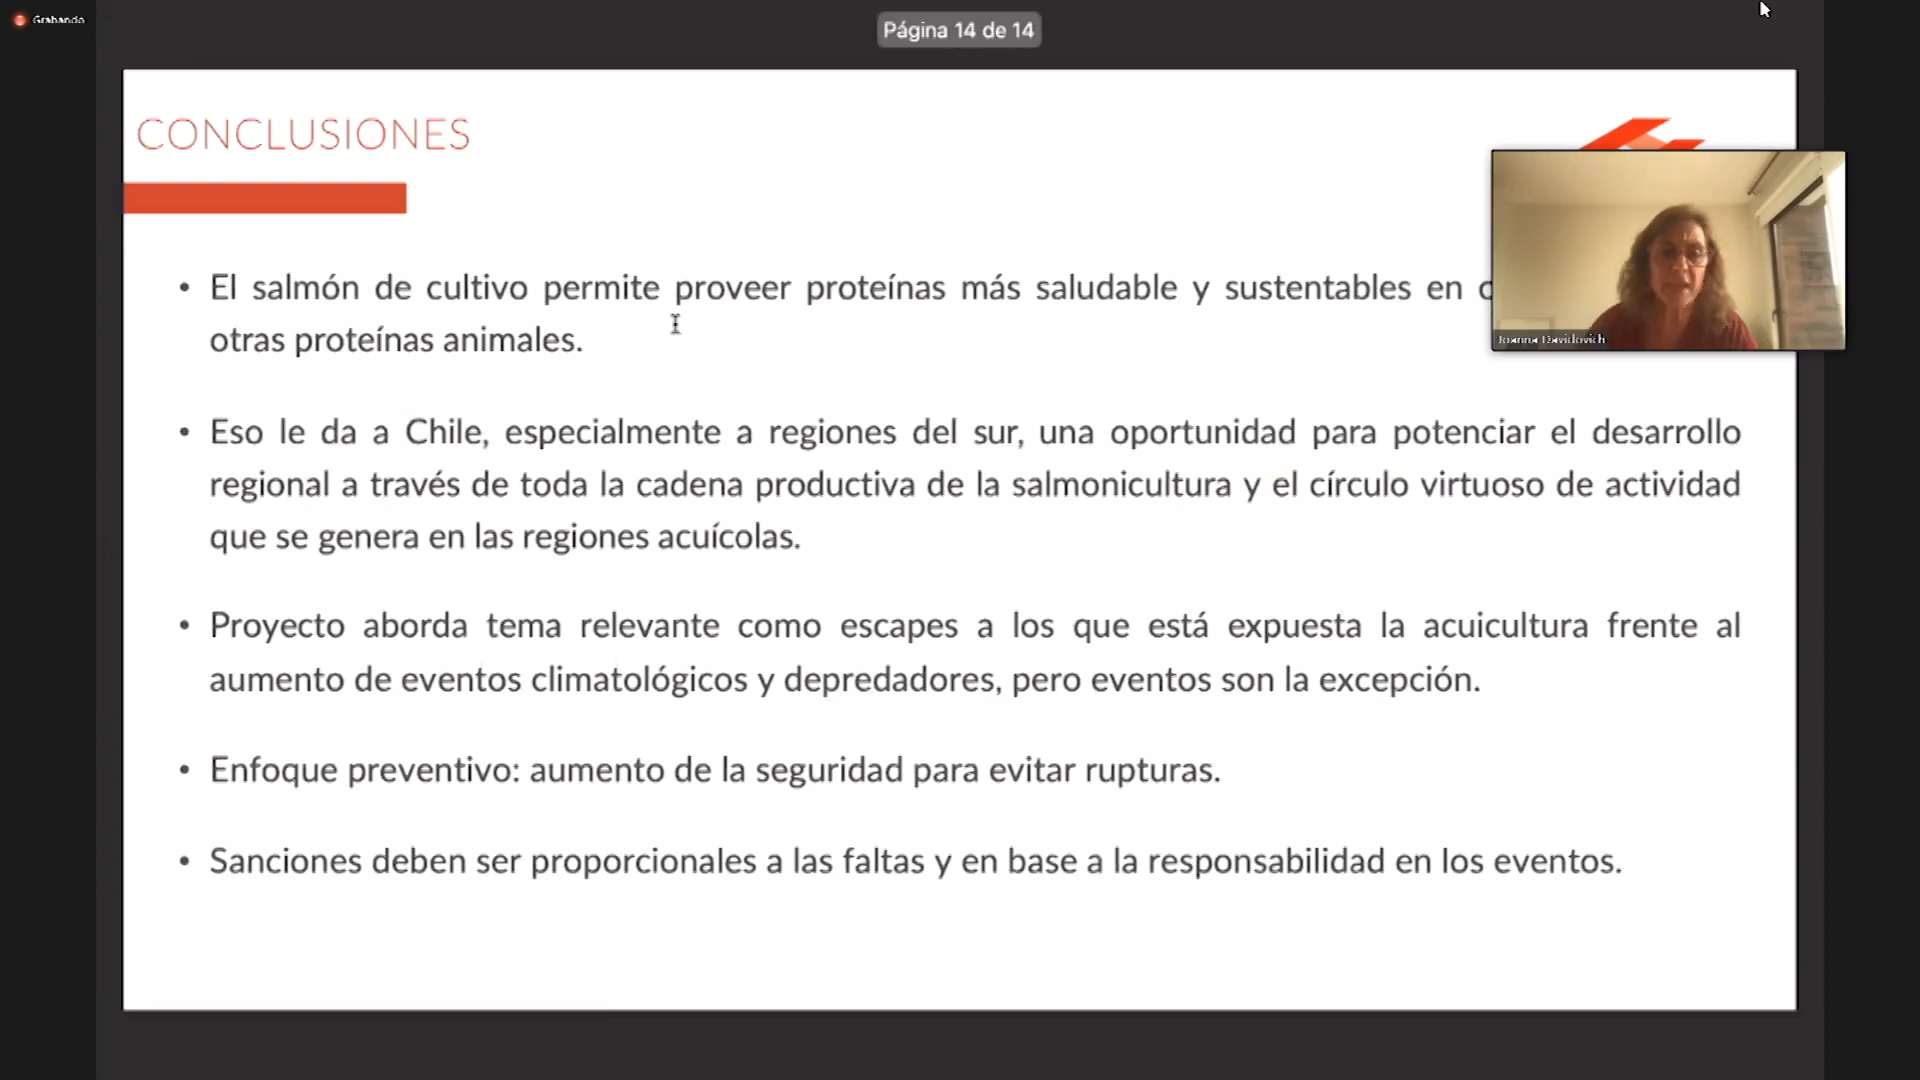 Grabando
Página 14 de 14
CONCLUSIONES
• El salmón de cultivo permite proveer proteínas más saludable y sustentables en
otras proteínas animales.
Joanna Davidovich
• Eso le da a Chile, especialmente a regiones del sur, una oportunidad para potenciar el desarrollo
regional a través de toda la cadena productiva de la salmonicultura y el círculo virtuoso de actividad
que se genera en las regiones acuícolas.
• Proyecto aborda tema relevante como escapes a los que está expuesta la acuicultura frente al
aumento de eventos climatológicos y depredadores, pero eventos son la excepción.
• Enfoque preventivo: aumento de la seguridad para evitar rupturas.
• Sanciones deben ser proporcionales a las faltas y en base a la responsabilidad en los eventos.